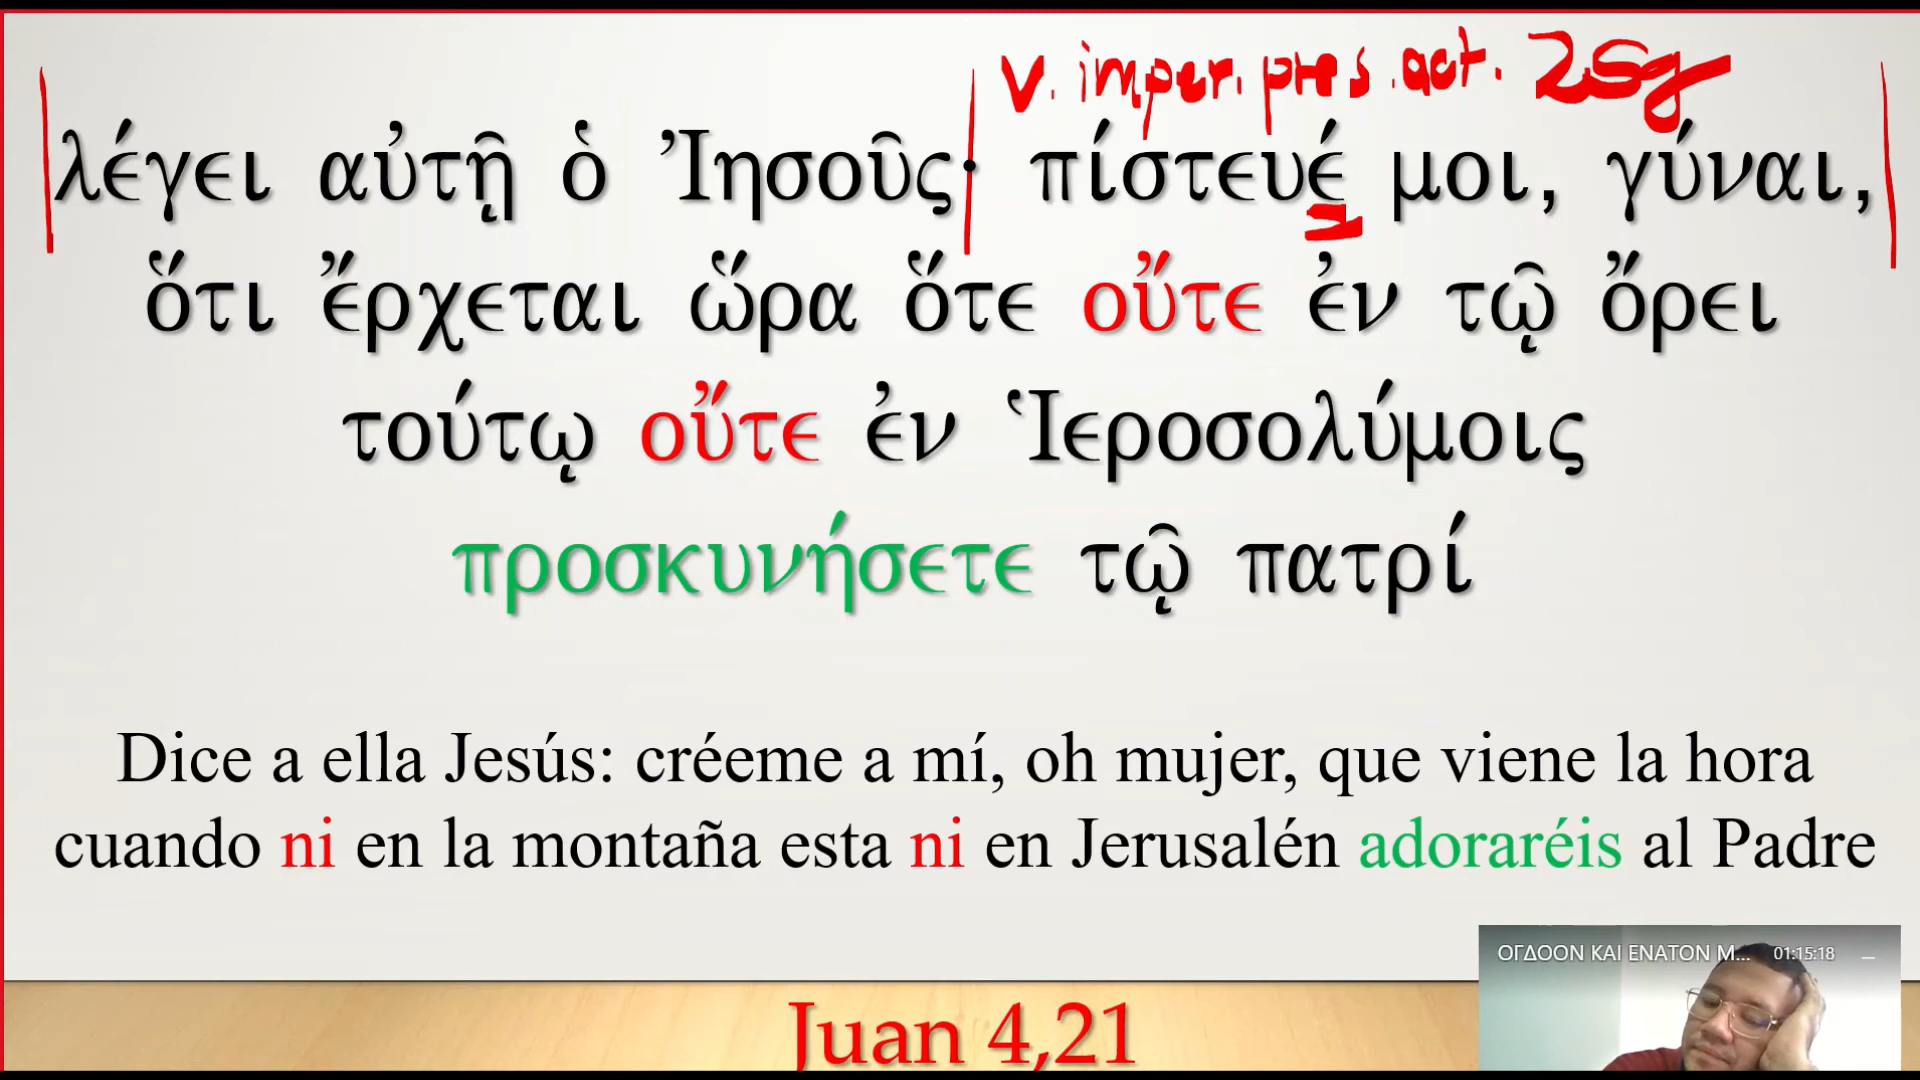 v. imper. pres. act. 2sg
λέγει αὐτῇ ὁ Ἰησοῦς· πίστευέ μοι, γύναι,
ὅτι ἔρχεται ὥρα ὅτε οὔτε ἐν τῷ ὄρει
τούτῳ οὔτε ἐν Ἱεροσολύμοις
προσκυνήσετε τῷ πατρί
Dice a ella Jesús: créeme a mí, oh mujer, que viene la hora
cuando ni en la montaña esta ni en Jerusalén adoraréis al Padre
ΟΓΔΟΟΝ ΚΑΙ ΕΝΑΤΟΝ Μ... 01:15:18
Juan 4,21